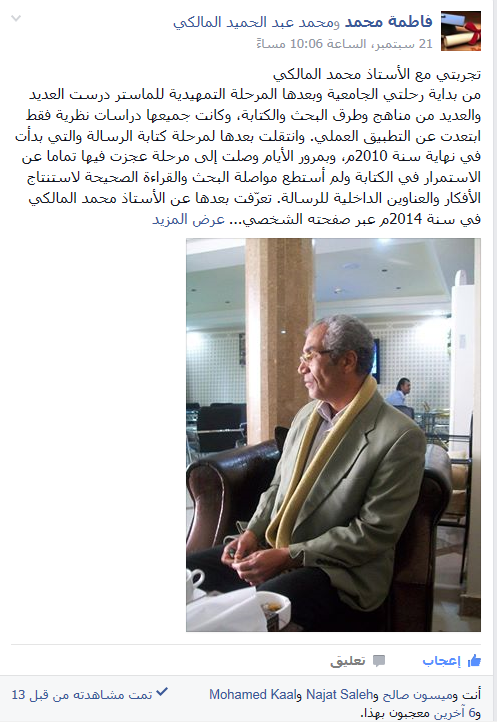 فاطمة محمد ومحمد عبد الحميد المالكي
21 سبتمبر، الساعة 10:06 مساءً
تجربتي مع الأستاذ محمد المالكي
من بداية رحلتي الجامعية وبعدها المرحلة التمهيدية للماستر درست العديد
والعديد من مناهج وطرق البحث والكتابة، وكانت جميعها دراسات نظرية فقط
ابتعدت عن التطبيق العملي. وانتقلت بعدها لمرحلة كتابة الرسالة والتي بدأت
في نهاية سنة 2010م، وبمرور الأيام وصلت إلى مرحلة عجزت فيها تماما عن
الاستمرار في الكتابة ولم أستطع مواصلة البحث والقراءة الصحيحة لاستنتاج
الأفكار والعناوين الداخلية للرسالة. تعرّفت بعدها عن الأستاذ محمد المالكي
في سنة 2014م عبر صفحته الشخصي... عرض المزيد
إعجاب تعليق
أنت وميسون صالح وNajat Saleh وMohamed Kaal
و6 آخرين معجبون بهذا.
تمت مشاهدته من قبل 13